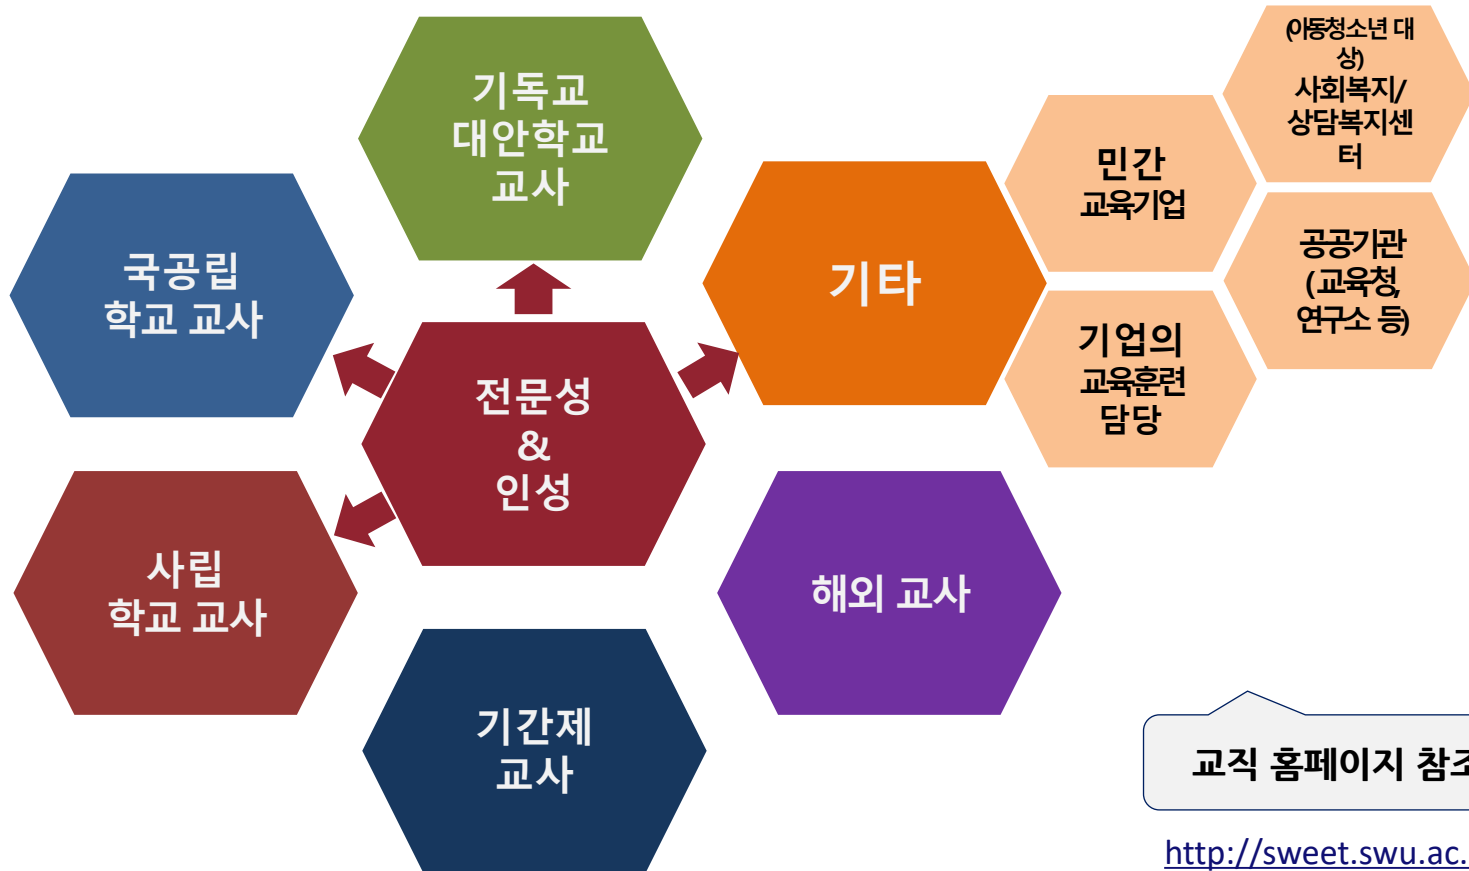 기독교
대안학교
교사
국공립
학교 교사
전문성
&
인성
사립
학교 교사
기간제
교사
해외 교사
기타
민간
교육기업
기업의
교육훈련
담당
(아동청소년 대
상)
사회복지/
상담복지센
터
공공기관
(교육청,
연구소 등)
교직 홈페이지 참조
http://sweet.swu.ac.